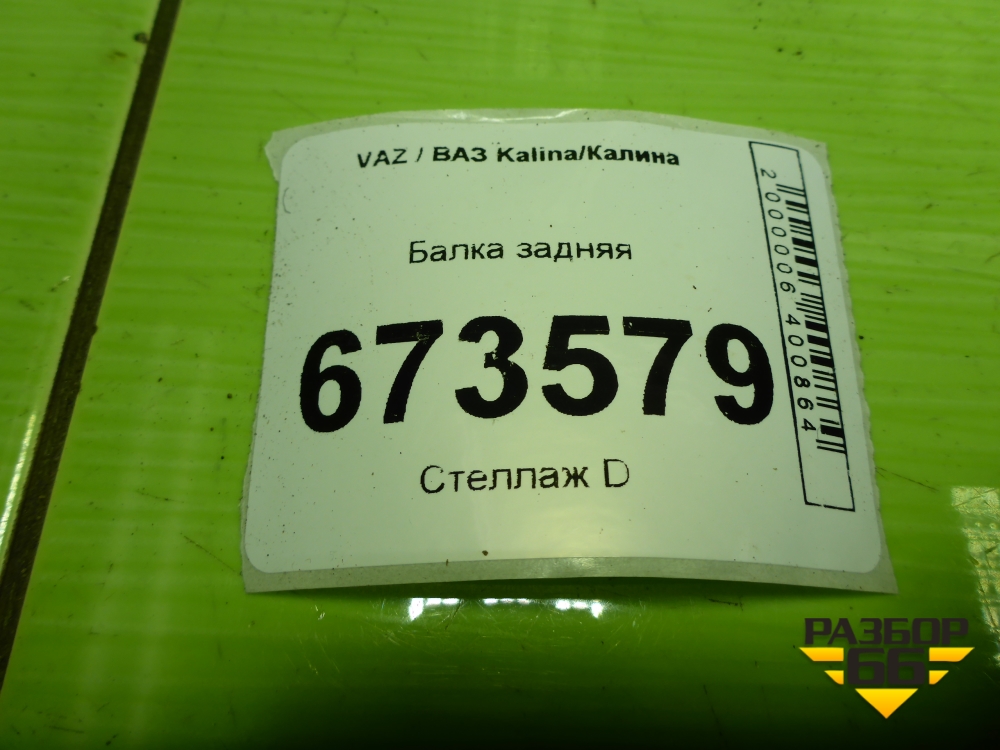 VAZ / ВАЗ Kalina/Калина
Балка задняя
673579
Стеллаж D
2000006400864
РАЗБОР
66